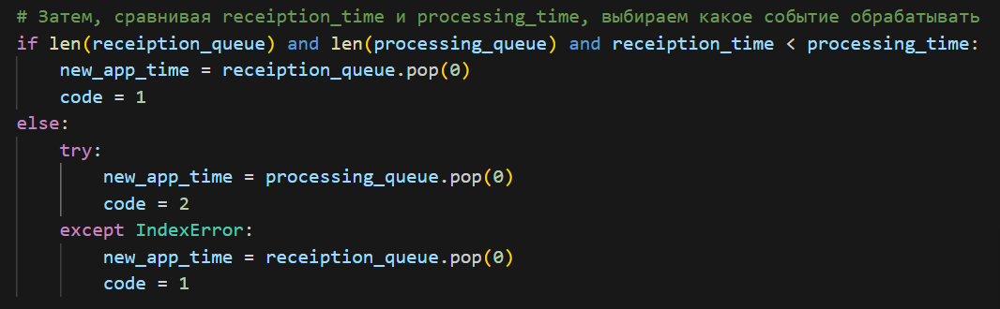 # Затем, сравнивая receiption_time и processing_time, выбираем какое событие обрабатывать
if len(receiption_queue) and len(processing_queue) and receiption_time < processing_time:
    new_app_time = receiption_queue.pop(0)
    code = 1
else:
    try:
        new_app_time = processing_queue.pop(0)
        code = 2
    except IndexError:
        new_app_time = receiption_queue.pop(0)
        code = 1